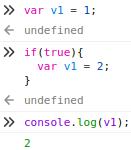 var v1 = 1;
undefined
if(true){
  var v1 = 2;
}
undefined
console.log(v1);
2